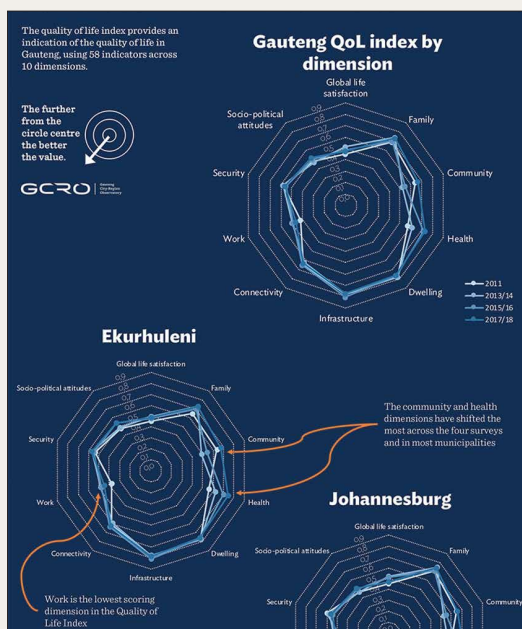 The quality of life index provides an
indication of the quality of life in
Gauteng, using 58 indicators across
10 dimensions.
The further
from the
circle centre
the better
the value.
GCRO
Gauteng
City-Region
Observatory
Gauteng QoL index by
dimension
Global life
satisfaction
Socio-political
attitudes
Family
Security
Community
Work
Health
Connectivity
Dwelling
Infrastructure
2011
2013/14
2015/16
2017/18
Ekurhuleni
Global life satisfaction
Socio-political attitudes
Family
Security
Community
Work
Health
Connectivity
Dwelling
Infrastructure
The community and health
dimensions have shifted the
most across the four surveys
and in most municipalities
Work is the lowest scoring
dimension in the Quality of
Life Index
Johannesburg
Global life satisfaction
Socio-political attitudes
Family
Security
Community